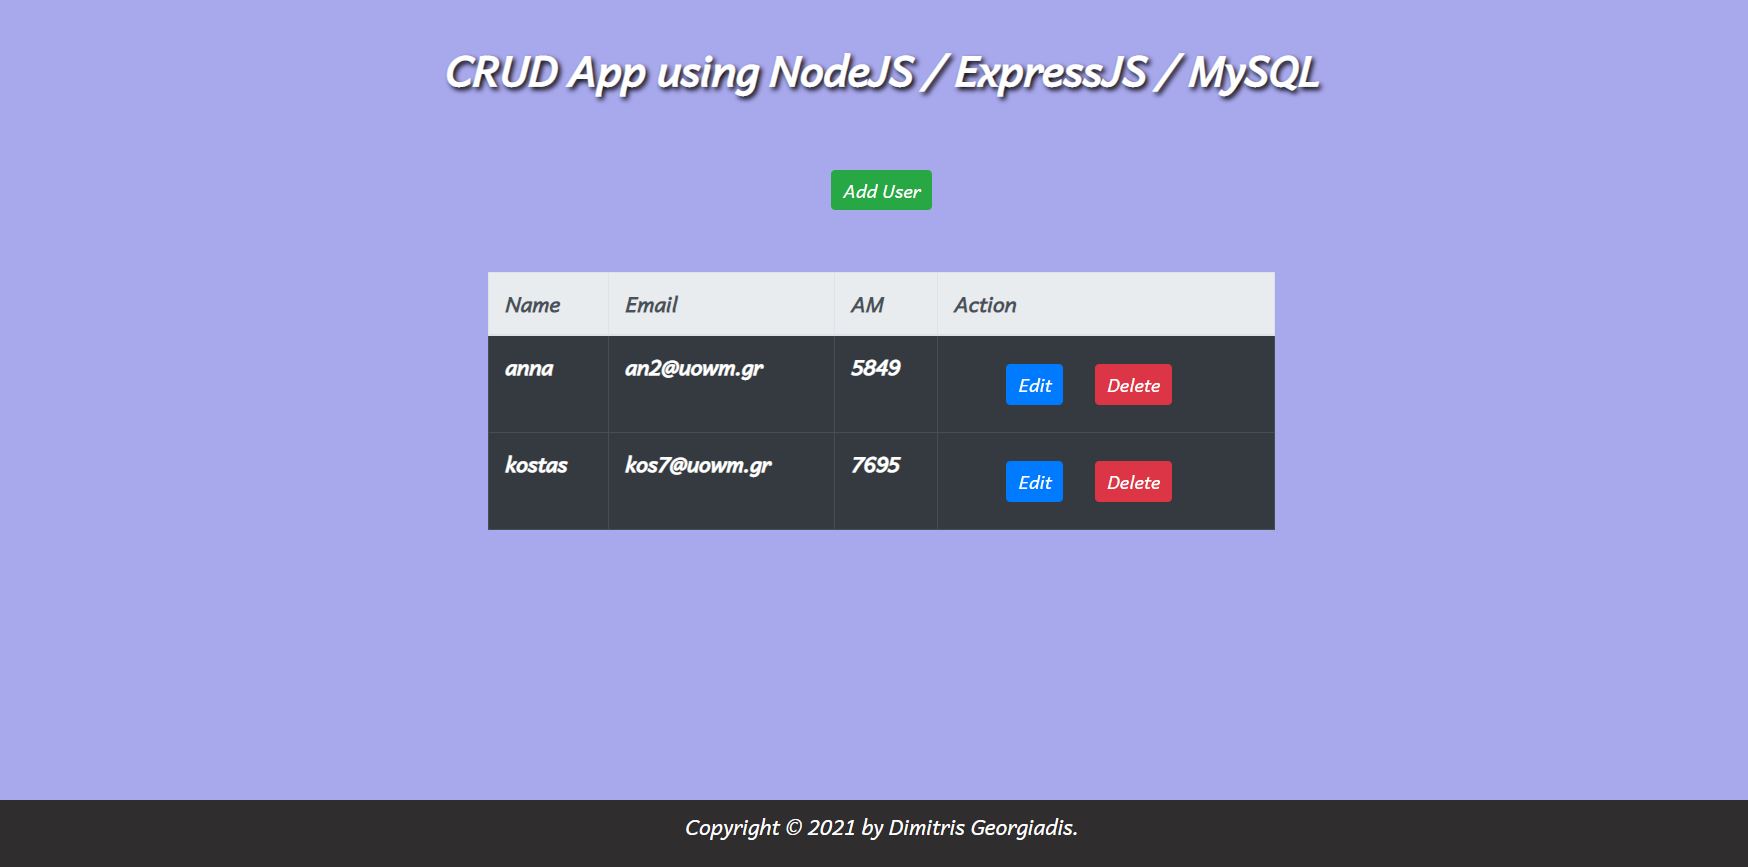 CRUD App using NodeJS / ExpressJS / MySQL
Add User
Name Email AM Action
anna an2@uowm.gr 5849 Edit Delete
kostas kos7@uowm.gr 7695 Edit Delete
Copyright © 2021 by Dimitris Georgiadis.